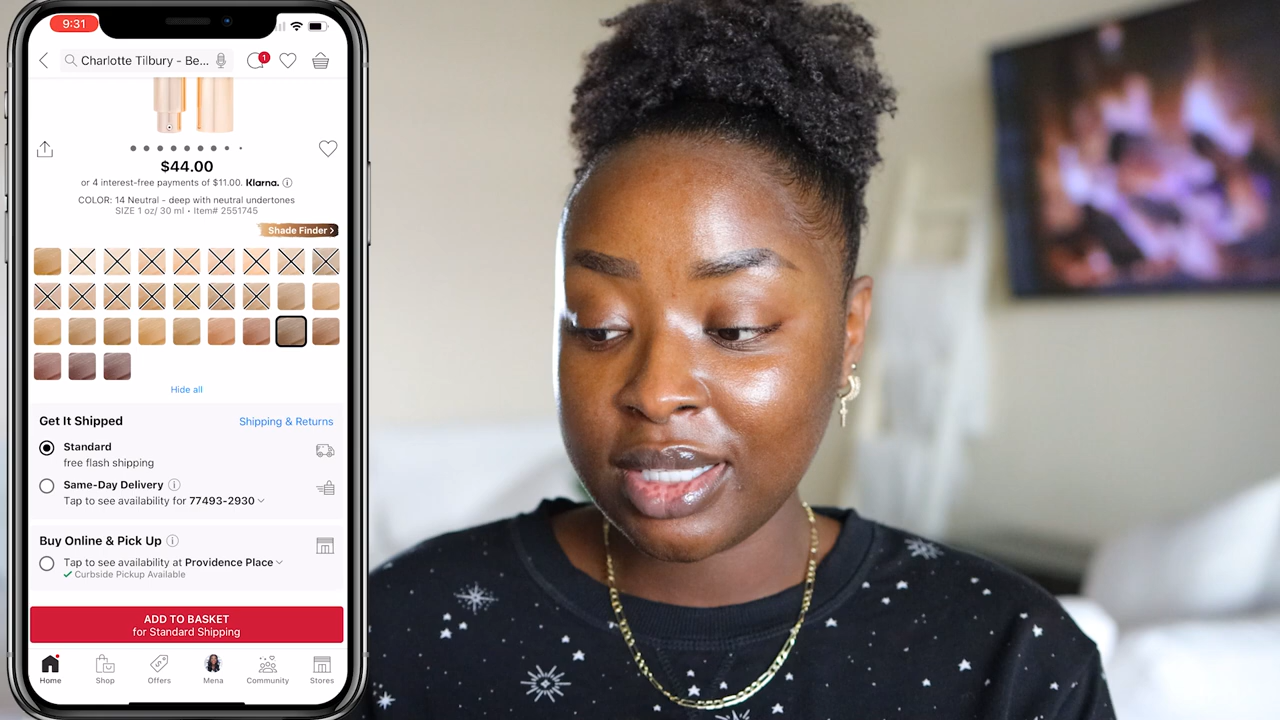 9:31
Charlotte Tilbury - Be...
1
$44.00
or 4 interest-free payments of $11.00. Klarna. i
COLOR: 14 Neutral - deep with neutral undertones
SIZE 1 oz/ 30 ml • Item# 2551745
Shade Finder >
Hide all
Get It Shipped
Shipping & Returns
Standard
free flash shipping
Same-Day Delivery i
Tap to see availability for 77493-2930
Buy Online & Pick Up i
Tap to see availability at Providence Place
Curbside Pickup Available
ADD TO BASKET
for Standard Shipping
Home Shop Offers Mena Community Stores